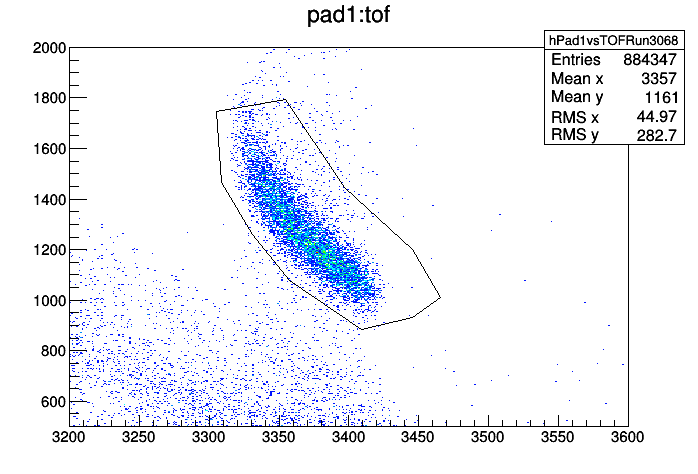 pad1:tof
hPad1vsTOFRun3068
Entries 884347
Mean x 3357
Mean y 1161
RMS x 44.97
RMS y 282.7
2000
1800
1600
1400
1200
1000
800
600
3200 3250 3300 3350 3400 3450 3500 3550 3600